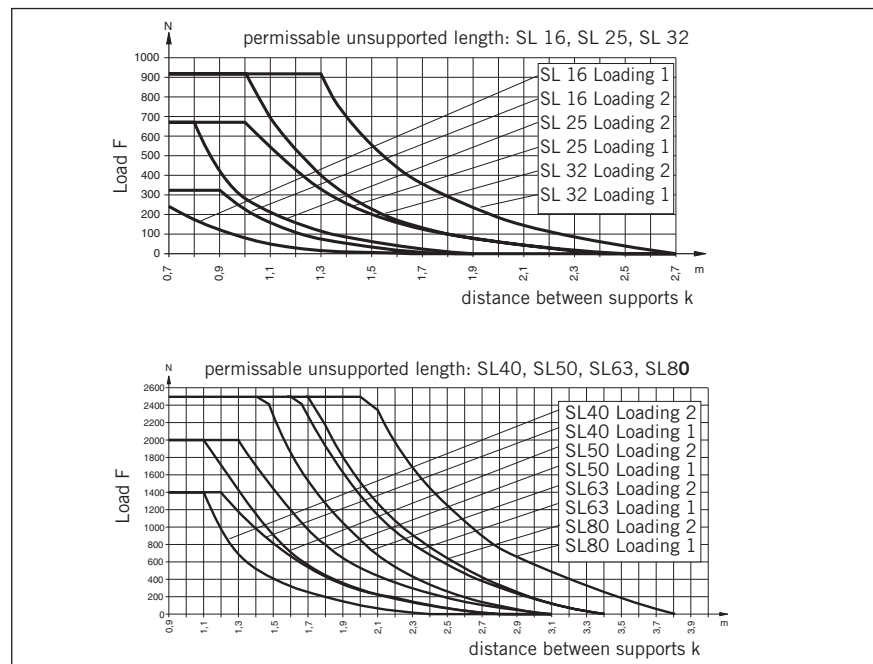 N
permissable unsupported length: SL 16, SL 25, SL 32
1000
900
800
700
600
500
400
300
200
100
0
Load F
SL 16 Loading 1
SL 16 Loading 2
SL 25 Loading 2
SL 25 Loading 1
SL 32 Loading 2
SL 32 Loading 1
0,7
0,9
1,1
1,3
1,5
1,7
1,9
2,1
2,3
2,5
2,7
m
distance between supports k
permissable unsupported length: SL40, SL50, SL63, SL80
N
2600
2400
2000
1800
1600
1400
1200
1000
800
600
400
200
0
Load F
SL40 Loading 2
SL40 Loading 1
SL50 Loading 2
SL50 Loading 1
SL63 Loading 2
SL63 Loading 1
SL80 Loading 2
SL80 Loading 1
0,9
1,1
1,3
1,5
1,7
1,9
2,1
2,3
2,5
2,7
2,9
3,1
3,3
3,5
3,7
3,9
m
distance between supports k